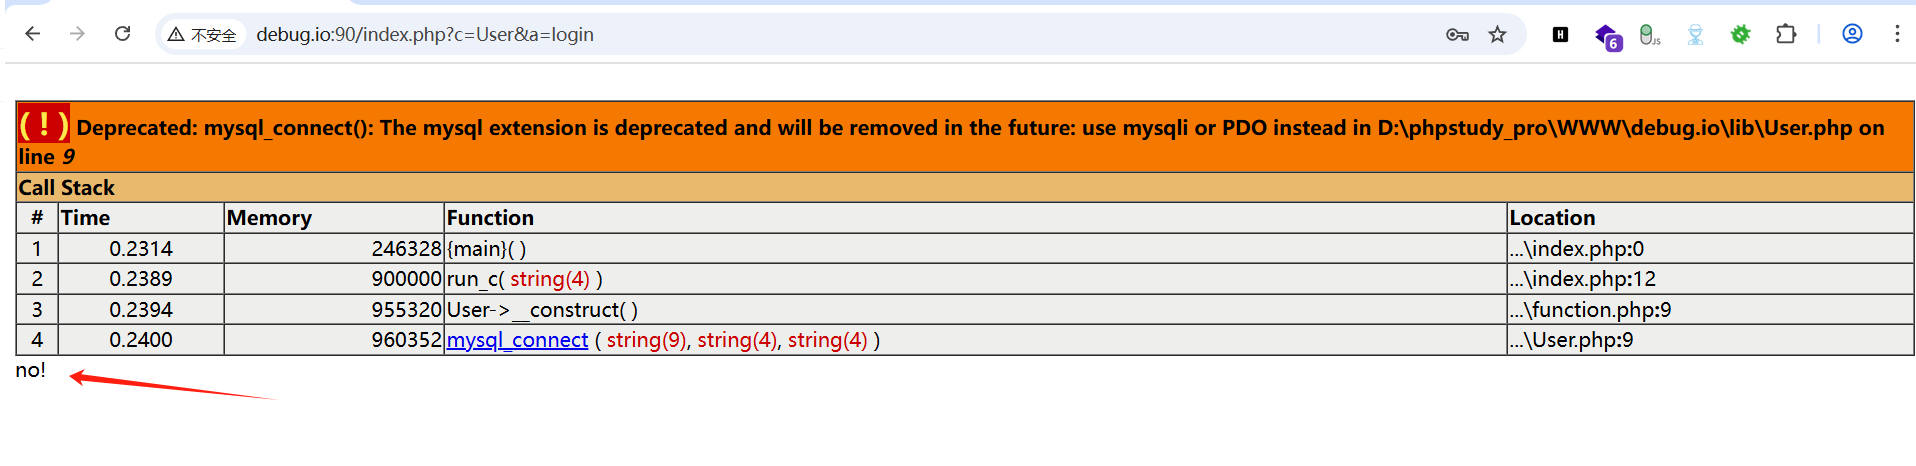 不安全 debug.io:90/index.php?c=User&a=login
H
6
JS
(!) Deprecated: mysql_connect(): The mysql extension is deprecated and will be removed in the future: use mysqli or PDO instead in D:\phpstudy_pro\WWW\debug.io\lib\User.php on
line 9
Call Stack
# Time Memory Function Location
1 0.2314 246328 {main}( ) ...\index.php:0
2 0.2389 900000 run_c( string(4) ) ...\index.php:12
3 0.2394 955320 User->__construct( ) ...\function.php:9
4 0.2400 960352 mysql_connect ( string(9), string(4), string(4) ) ...\User.php:9
no!